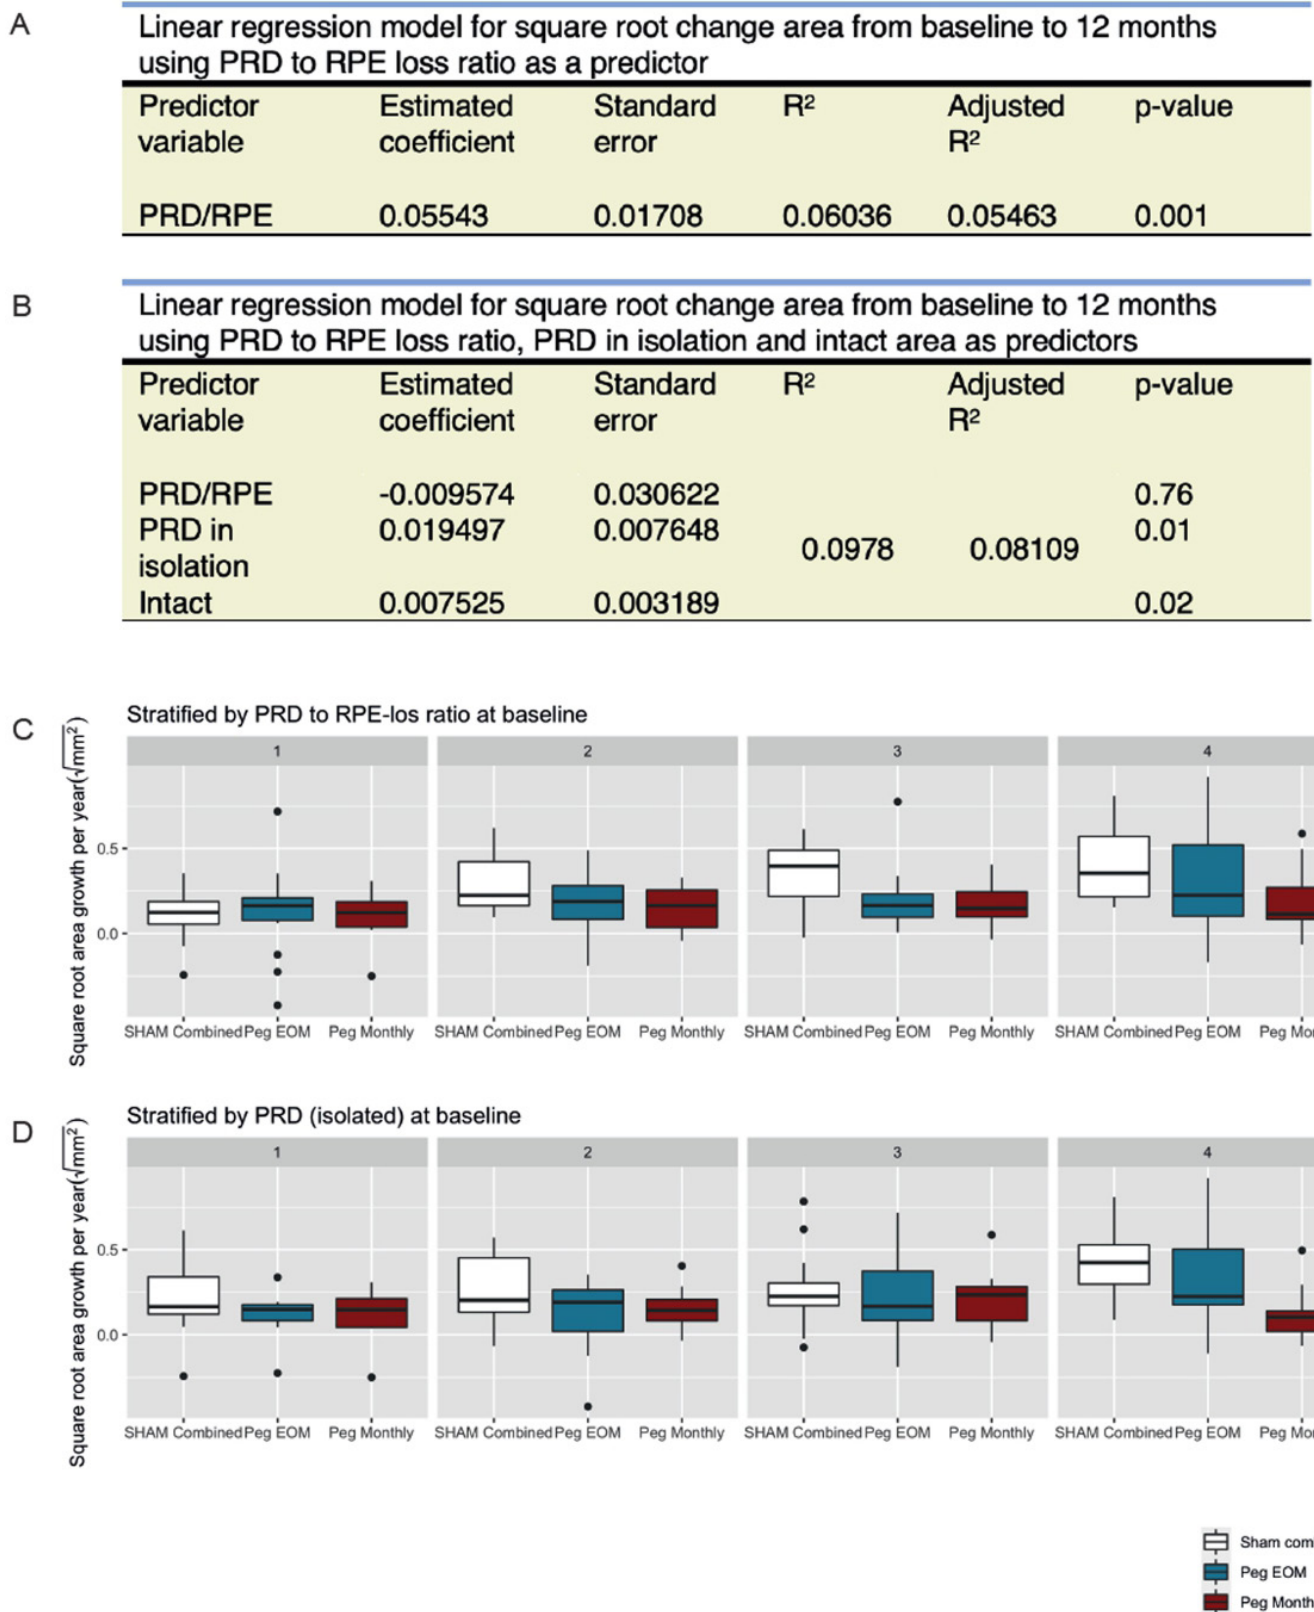 A
Linear regression model for square root change area from baseline to 12 months
using PRD to RPE loss ratio as a predictor
Predictor variable Estimated coefficient Standard error R² Adjusted R² p-value
PRD/RPE 0.05543 0.01708 0.06036 0.05463 0.001
B
Linear regression model for square root change area from baseline to 12 months
using PRD to RPE loss ratio, PRD in isolation and intact area as predictors
Predictor variable Estimated coefficient Standard error R² Adjusted R² p-value
PRD/RPE -0.009574 0.030622 0.76
PRD in isolation 0.019497 0.007648 0.0978 0.08109 0.01
Intact 0.007525 0.003189 0.02
C
Stratified by PRD to RPE-los ratio at baseline
Square root area growth per year(√mm²)
1 2 3 4
0.5
0.0
SHAM Combined Peg EOM Peg Monthly SHAM Combined Peg EOM Peg Monthly SHAM Combined Peg EOM Peg Monthly SHAM Combined Peg EOM Peg Mon
D
Stratified by PRD (isolated) at baseline
Square root area growth per year(√mm²)
1 2 3 4
0.5
0.0
SHAM Combined Peg EOM Peg Monthly SHAM Combined Peg EOM Peg Monthly SHAM Combined Peg EOM Peg Monthly SHAM Combined Peg EOM Peg Mon
Sham com
Peg EOM
Peg Month